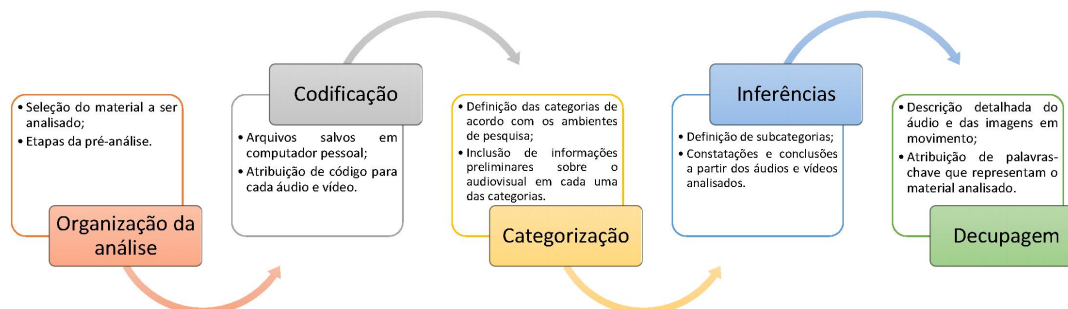 • Seleção do material a ser
analisado;
• Etapas da pré-análise.
Organização da
análise
Codificação
• Arquivos salvos em
computador pessoal;
• Atribuição de código para
cada áudio e vídeo.
• Definição das categorias de
acordo com os ambientes
de pesquisa;
• Inclusão de informações
preliminares sobre o
audiovisual em cada uma
das categorias.
Categorização
Inferências
• Definição de subcategorias;
• Constatações e conclusões
a partir dos áudios e vídeos
analisados.
• Descrição detalhada do
áudio e das imagens em
movimento;
• Atribuição de palavras-
chave que representam o
material analisado.
Decupagem